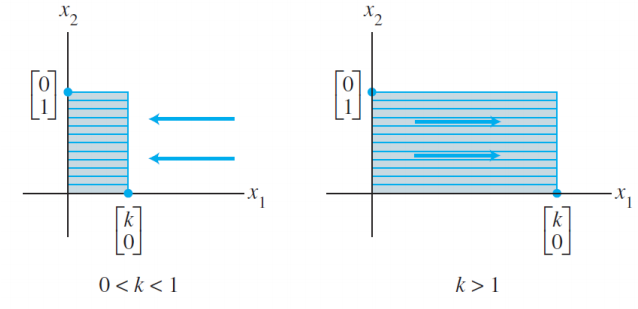 x₂
[0
1]
x₁
[k
0]
0 < k < 1
x₂
[0
1]
x₁
[k
0]
k > 1